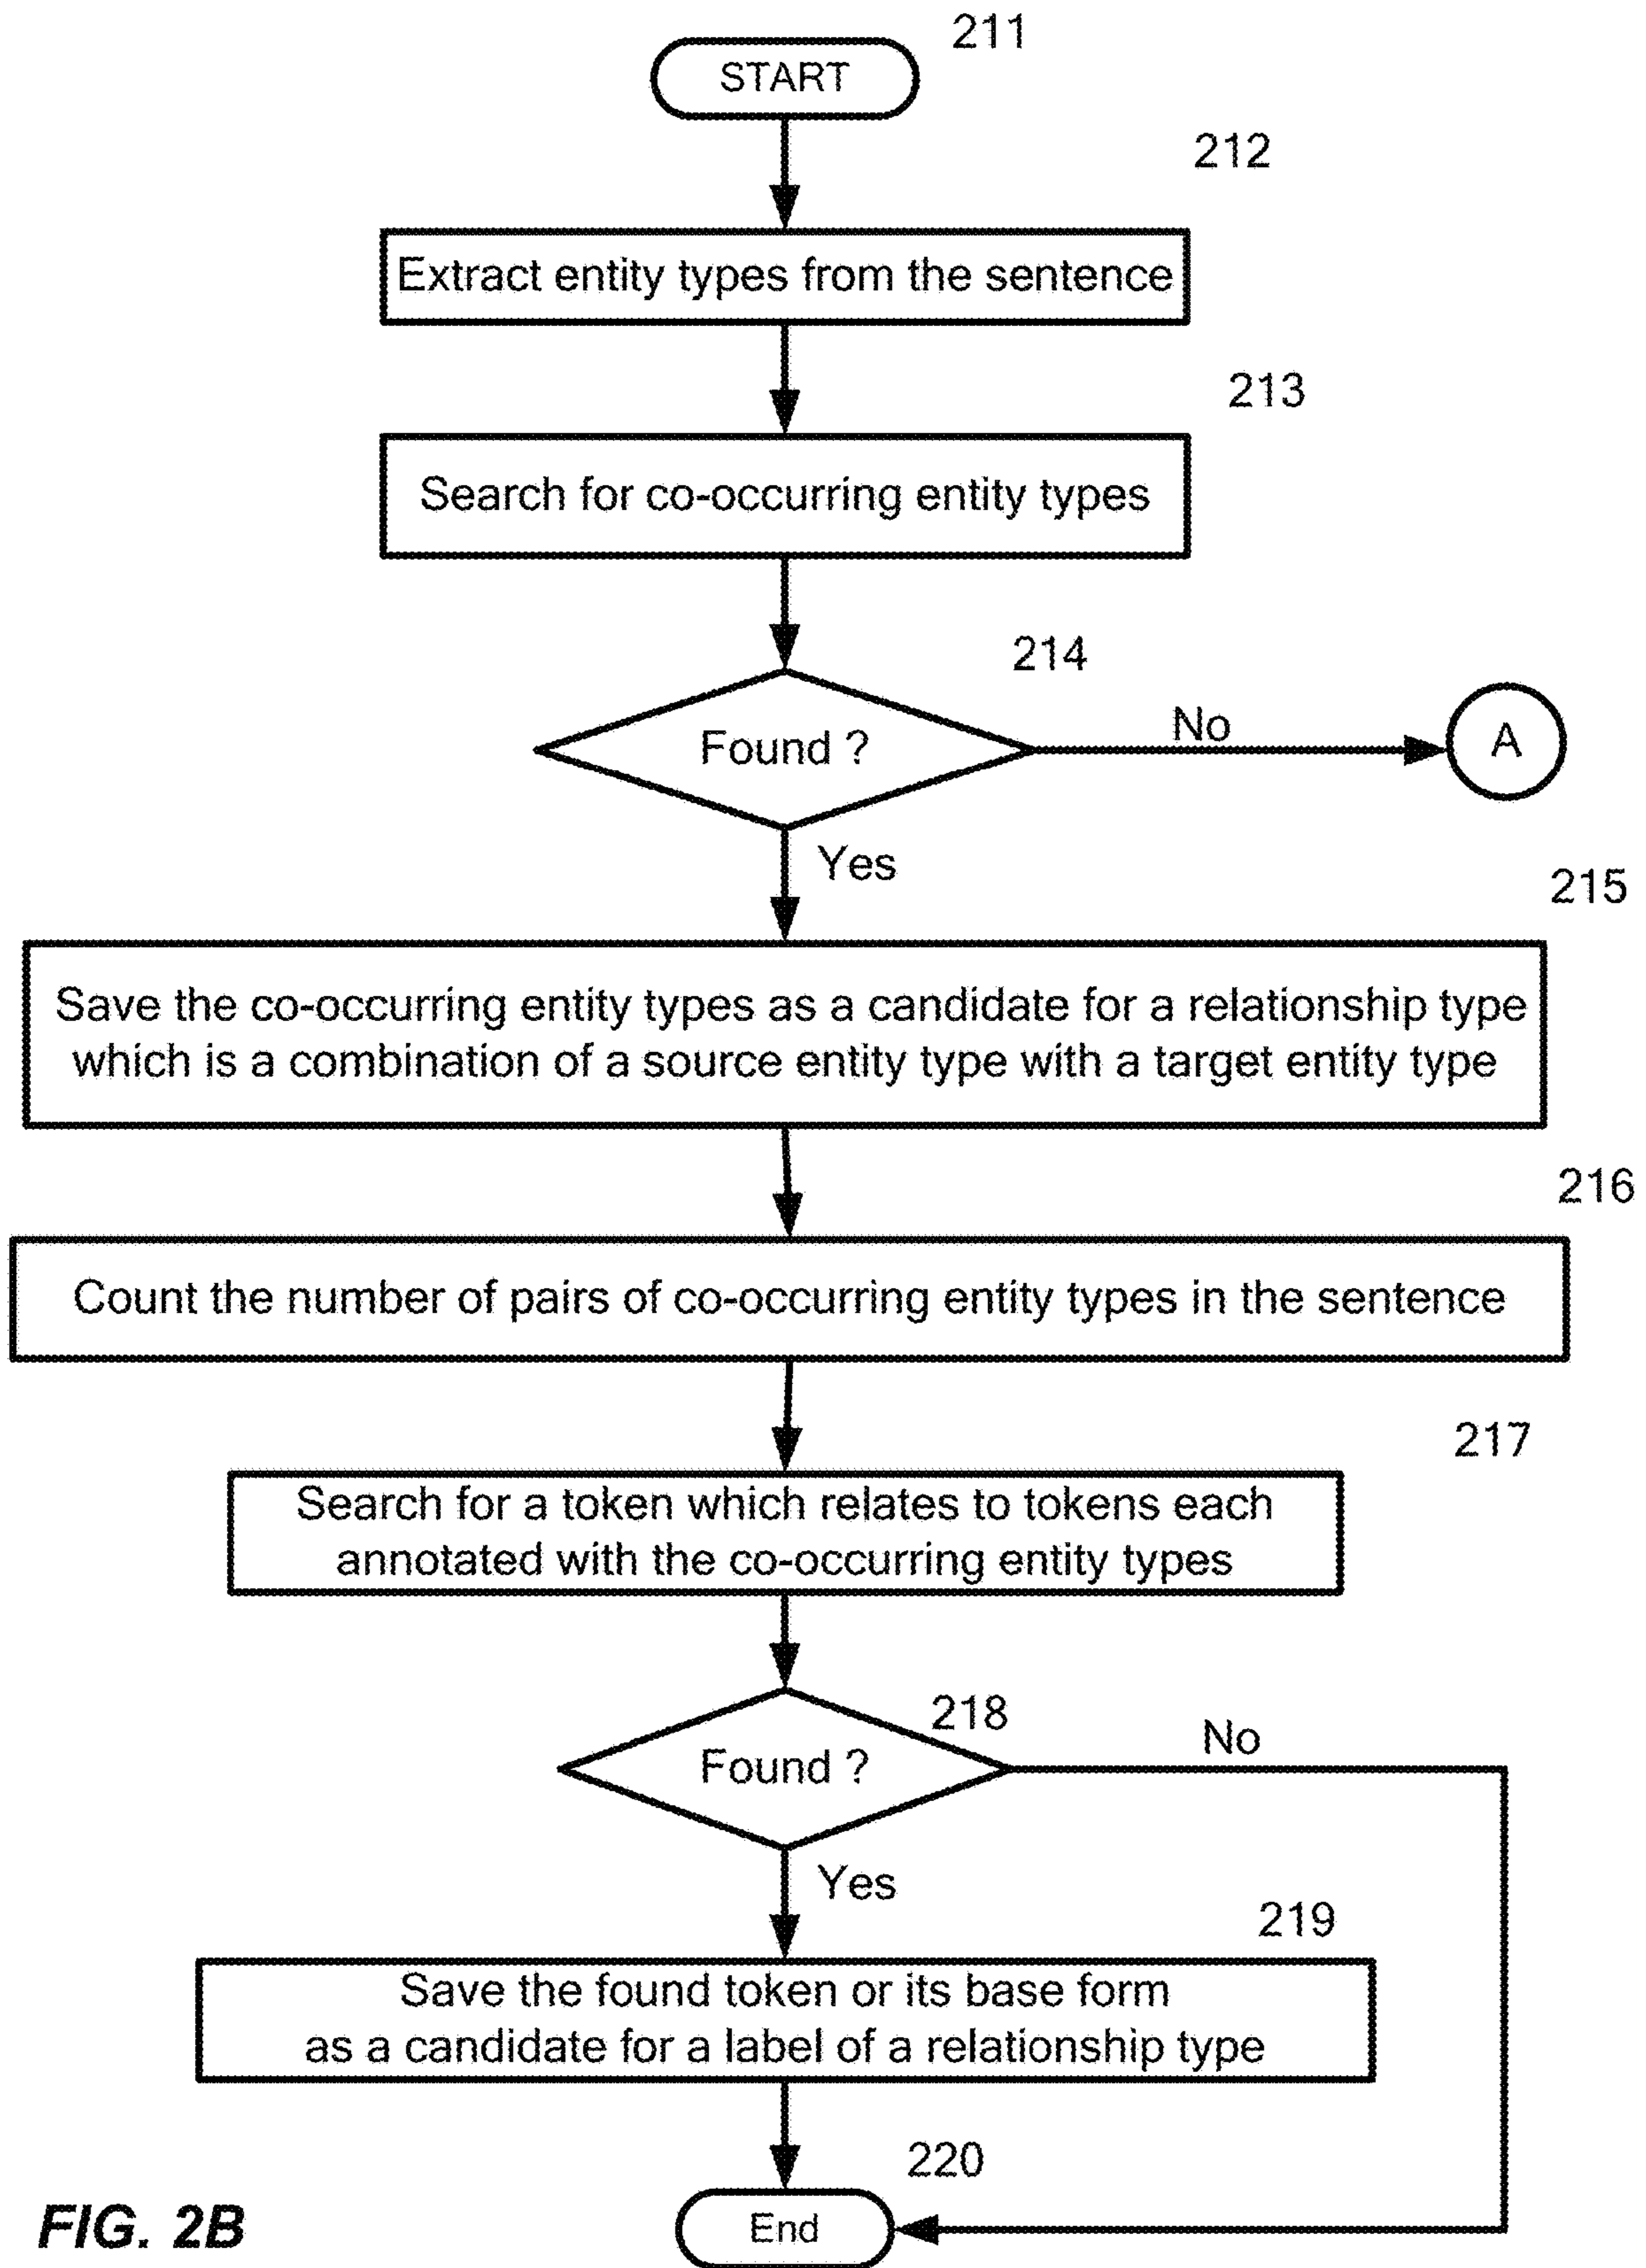 211
START
212
Extract entity types from the sentence
213
Search for co-occurring entity types
214
Found ?
No
A
Yes
215
Save the co-occurring entity types as a candidate for a relationship type
which is a combination of a source entity type with a target entity type
216
Count the number of pairs of co-occurring entity types in the sentence
217
Search for a token which relates to tokens each
annotated with the co-occurring entity types
218
Found ?
No
Yes
219
Save the found token or its base form
as a candidate for a label of a relationship type
220
End
FIG. 2B